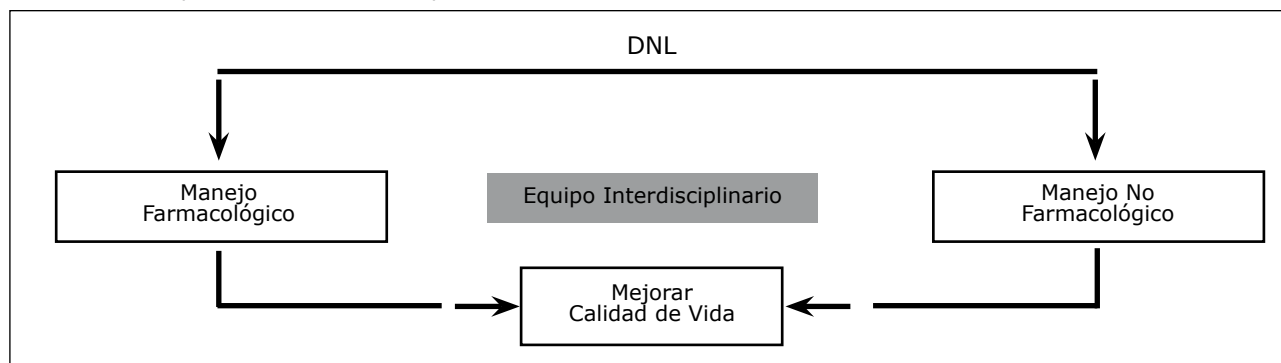 DNL
Manejo
Farmacológico
Equipo Interdisciplinario
Manejo No
Farmacológico
Mejorar
Calidad de Vida